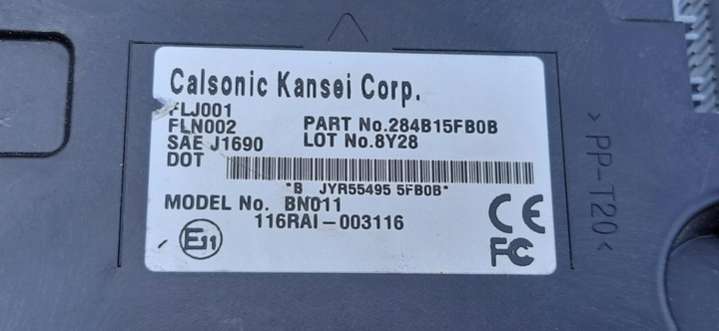 Calsonic Kansei Corp.
FLJ001
FLN002 PART No.284B15FB0B
SAE J1690 LOT No.8Y28
DOT
*B JYR55495 5FB0B*
MODEL No. BN011
116RAI-003116
E11
CE
FC
>PP-T20<